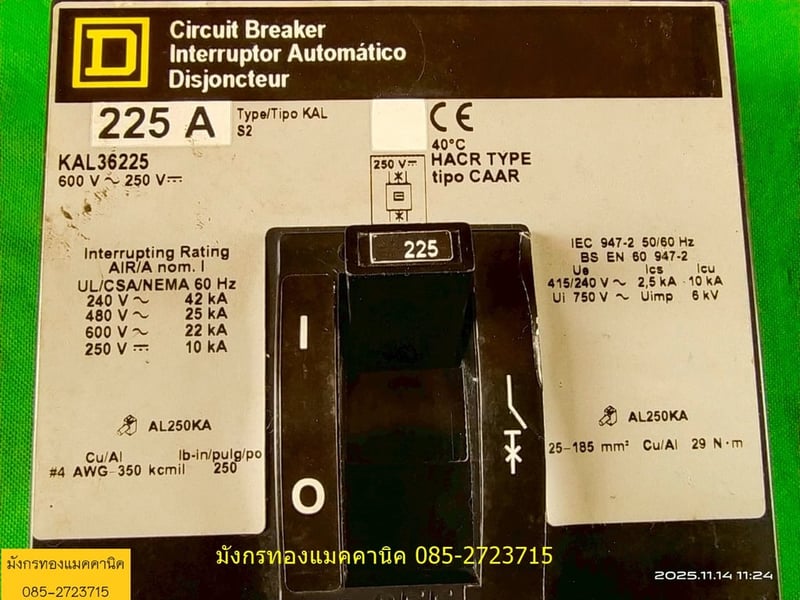 D
Circuit Breaker
Interruptor Automático
Disjoncteur
225 A
Type/Tipo KAL
S2
CE
KAL36225
600 V ~ 250 V ⎓
40°C
HACR TYPE
tipo CAAR
250 V ⎓
225
Interrupting Rating
AIR/A nom. I
UL/CSA/NEMA 60 Hz
240 V ~ 42 kA
480 V ~ 25 kA
600 V ~ 22 kA
250 V ⎓ 10 kA
IEC 947-2 50/60 Hz
BS EN 60 947-2
Ue Ics Icu
415/240 V ~ 2,5 kA 10 kA
Ui 750 V ~ Uimp 6 kV
I
O
AL250KA
Cu/Al lb-in/pulg/po
#4 AWG-350 kcmil 250
AL250KA
25-185 mm² Cu/Al 29 N·m
มังกรทองแมคคานิค 085-2723715
มังกรทองแมคคานิค
085-2723715
2025.11.14 11:24